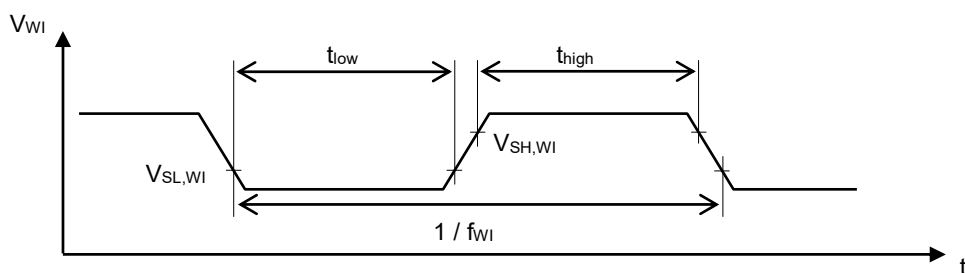 VWI
tlow
thigh
VSH,WI
VSL,WI
1 / fWI
t